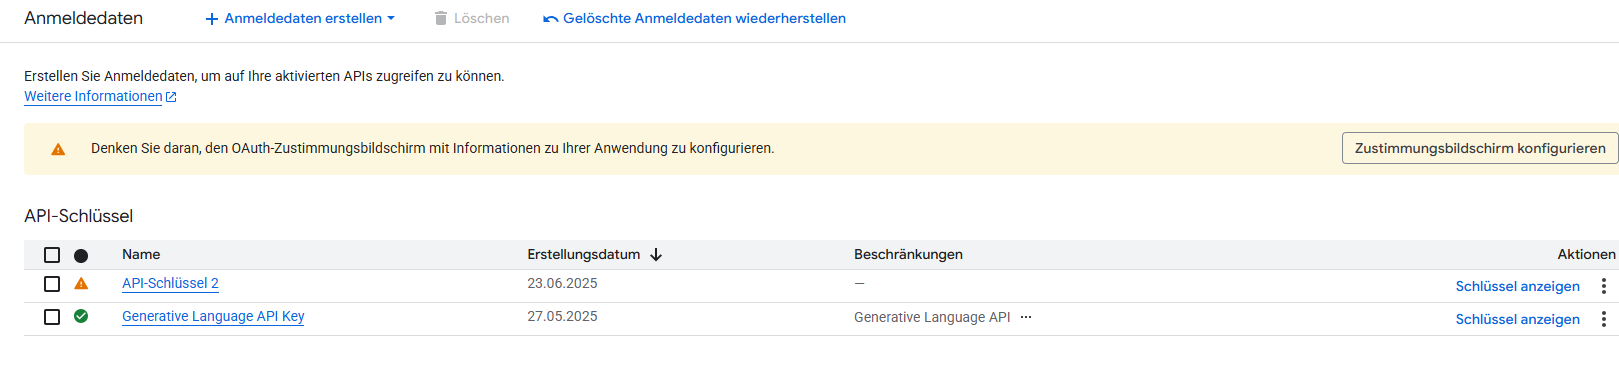 Anmeldedaten Anmeldedaten erstellen Löschen Gelöschte Anmeldedaten wiederherstellen
Erstellen Sie Anmeldedaten, um auf Ihre aktivierten APIs zugreifen zu können.
Weitere Informationen
Denken Sie daran, den OAuth-Zustimmungsbildschirm mit Informationen zu Ihrer Anwendung zu konfigurieren. Zustimmungsbildschirm konfigurieren
API-Schlüssel
Name Erstellungsdatum Beschränkungen Aktionen
API-Schlüssel 2 23.06.2025 — Schlüssel anzeigen
Generative Language API Key 27.05.2025 Generative Language API ··· Schlüssel anzeigen